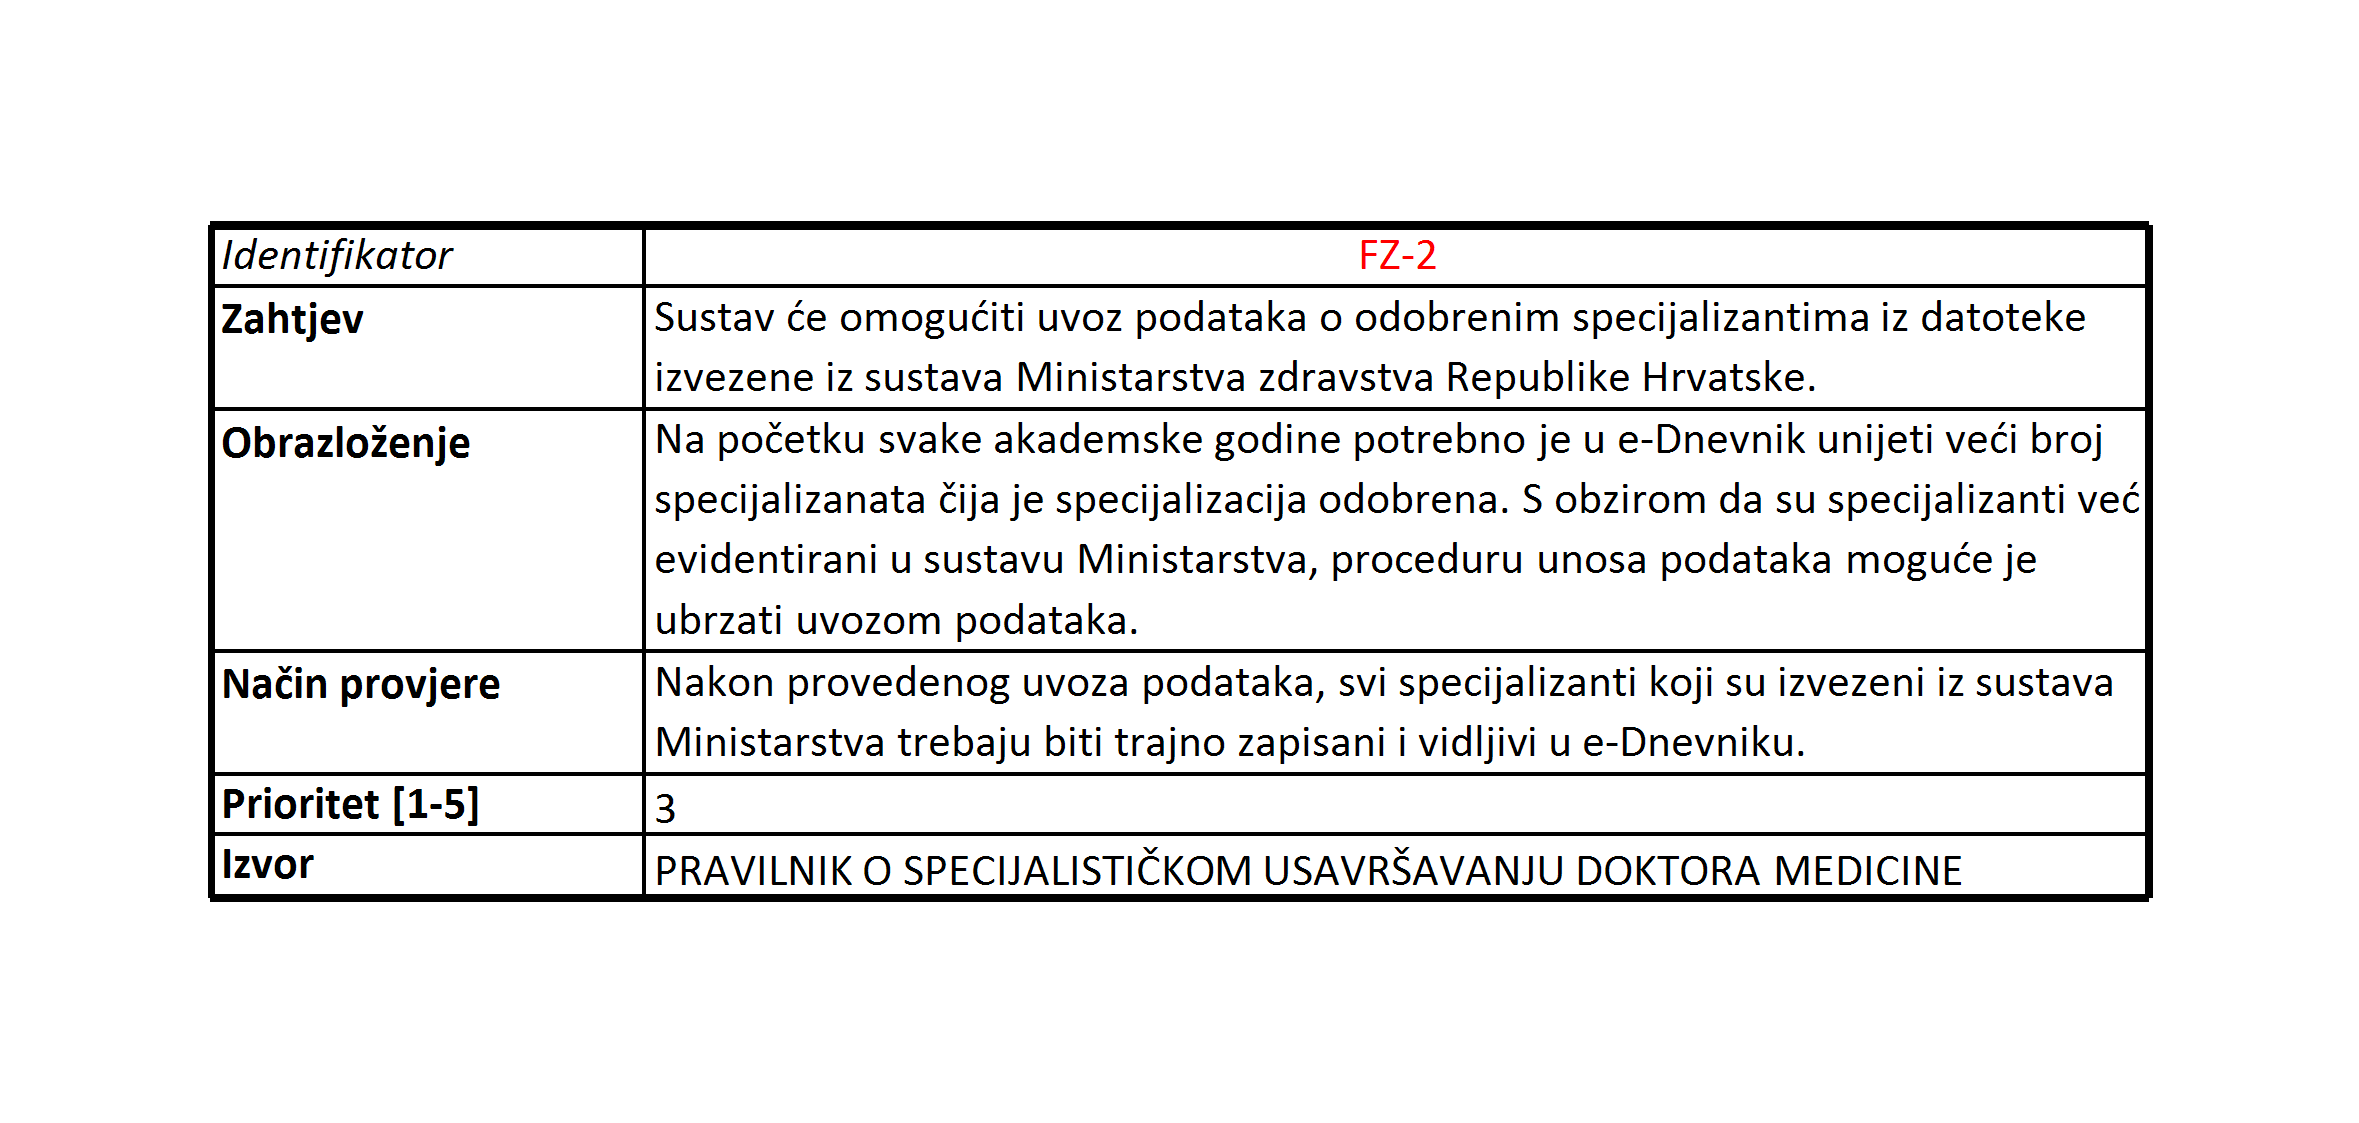 Identifikator FZ-2
Zahtjev Sustav će omogućiti uvoz podataka o odobrenim specijalizantima iz datoteke
izvezene iz sustava Ministarstva zdravstva Republike Hrvatske.
Obrazloženje Na početku svake akademske godine potrebno je u e-Dnevnik unijeti veći broj
specijalizanata čija je specijalizacija odobrena. S obzirom da su specijalizanti već
evidentirani u sustavu Ministarstva, proceduru unosa podataka moguće je
ubrzati uvozom podataka.
Način provjere Nakon provedenog uvoza podataka, svi specijalizanti koji su izvezeni iz sustava
Ministarstva trebaju biti trajno zapisani i vidljivi u e-Dnevniku.
Prioritet [1-5] 3
Izvor PRAVILNIK O SPECIJALISTIČKOM USAVRŠAVANJU DOKTORA MEDICINE